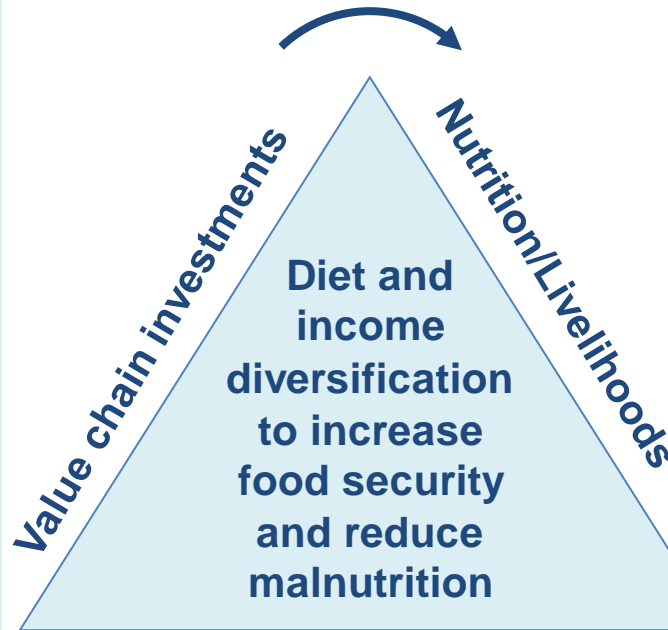 Value chain investments
Nutrition/Livelihoods
Diet and
income
diversification
to increase
food security
and reduce
malnutrition